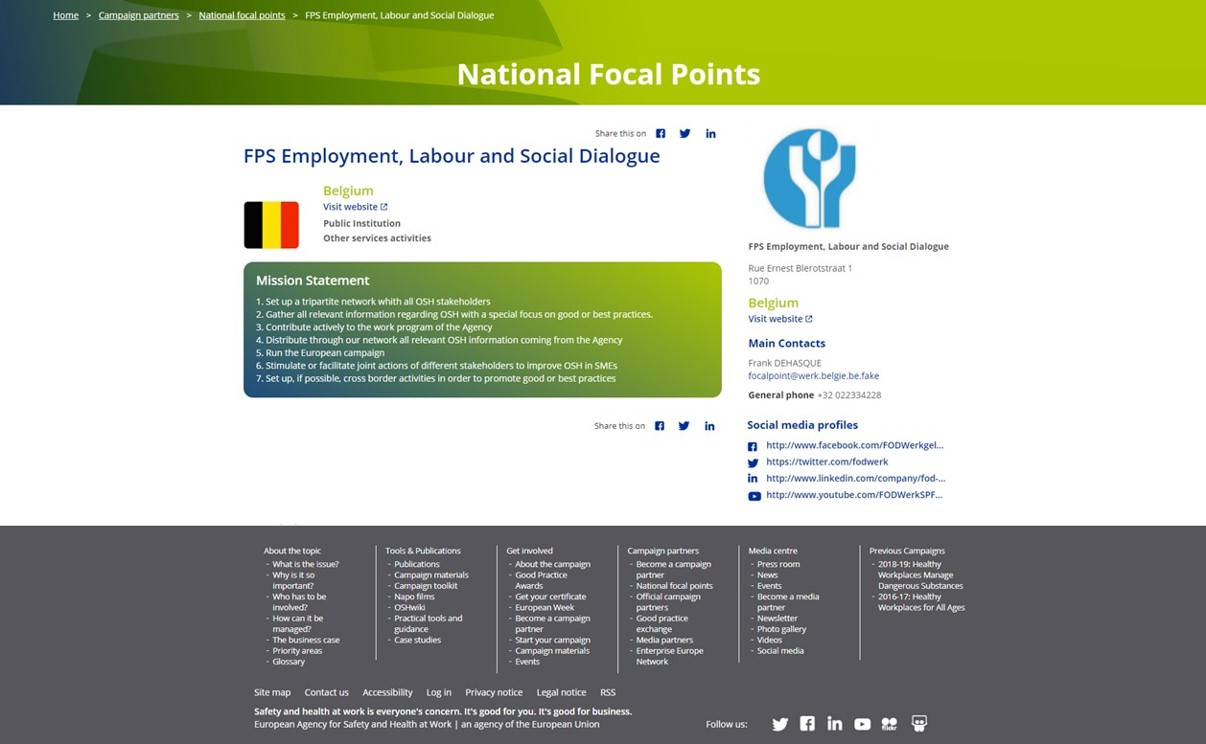 Home > Campaign partners > National focal points > FPS Employment, Labour and Social Dialogue
National Focal Points
Share this on
FPS Employment, Labour and Social Dialogue
Belgium
Visit website
Public Institution
Other services activities
Mission Statement
1. Set up a tripartite network whith all OSH stakeholders
2. Gather all relevant information regarding OSH with a special focus on good or best practices.
3. Contribute actively to the work program of the Agency
4. Distribute through our network all relevant OSH information coming from the Agency
5. Run the European campaign
6. Stimulate or facilitate joint actions of different stakeholders to improve OSH in SMEs
7. Set up, if possible, cross border activities in order to promote good or best practices
Share this on
FPS Employment, Labour and Social Dialogue
Rue Ernest Blerotstraat 1
1070
Belgium
Visit website
Main Contacts
Frank DEHASQUE
focalpoint@werk.belgie.be.fake
General phone +32 022334228
Social media profiles
http://www.facebook.com/FODWerkgel...
https://twitter.com/fodwerk
http://www.linkedin.com/company/fod-...
http://www.youtube.com/FODWerkSPF...
About the topic
- What is the issue?
- Why is it so
important?
- Who has to be
involved?
- How can it be
managed?
- The business case
- Priority areas
- Glossary
Tools & Publications
- Publications
- Campaign materials
- Campaign toolkit
- Napo films
- OSHwiki
- Practical tools and
guidance
- Case studies
Get involved
- About the campaign
- Good Practice
Awards
- Get your certificate
- European Week
- Become a campaign
partner
- Start your campaign
- Campaign materials
- Events
Campaign partners
- Become a campaign
partner
- National focal points
- Official campaign
partners
- Good practice
exchange
- Media partners
- Enterprise Europe
Network
Media centre
- Press room
- News
- Events
- Become a media
partner
- Newsletter
- Photo gallery
- Videos
- Social media
Previous Campaigns
- 2018-19: Healthy
Workplaces Manage
Dangerous Substances
- 2016-17: Healthy
Workplaces for All Ages
Site map Contact us Accessibility Log in Privacy notice Legal notice RSS
Safety and health at work is everyone's concern. It's good for you. It's good for business.
European Agency for Safety and Health at Work | an agency of the European Union
Follow us:
flickr